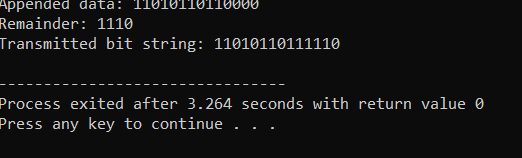 Appended data: 11010110110000
Remainder: 1110
Transmitted bit string: 11010110111110
--------------------------------
Process exited after 3.264 seconds with return value 0
Press any key to continue . . .